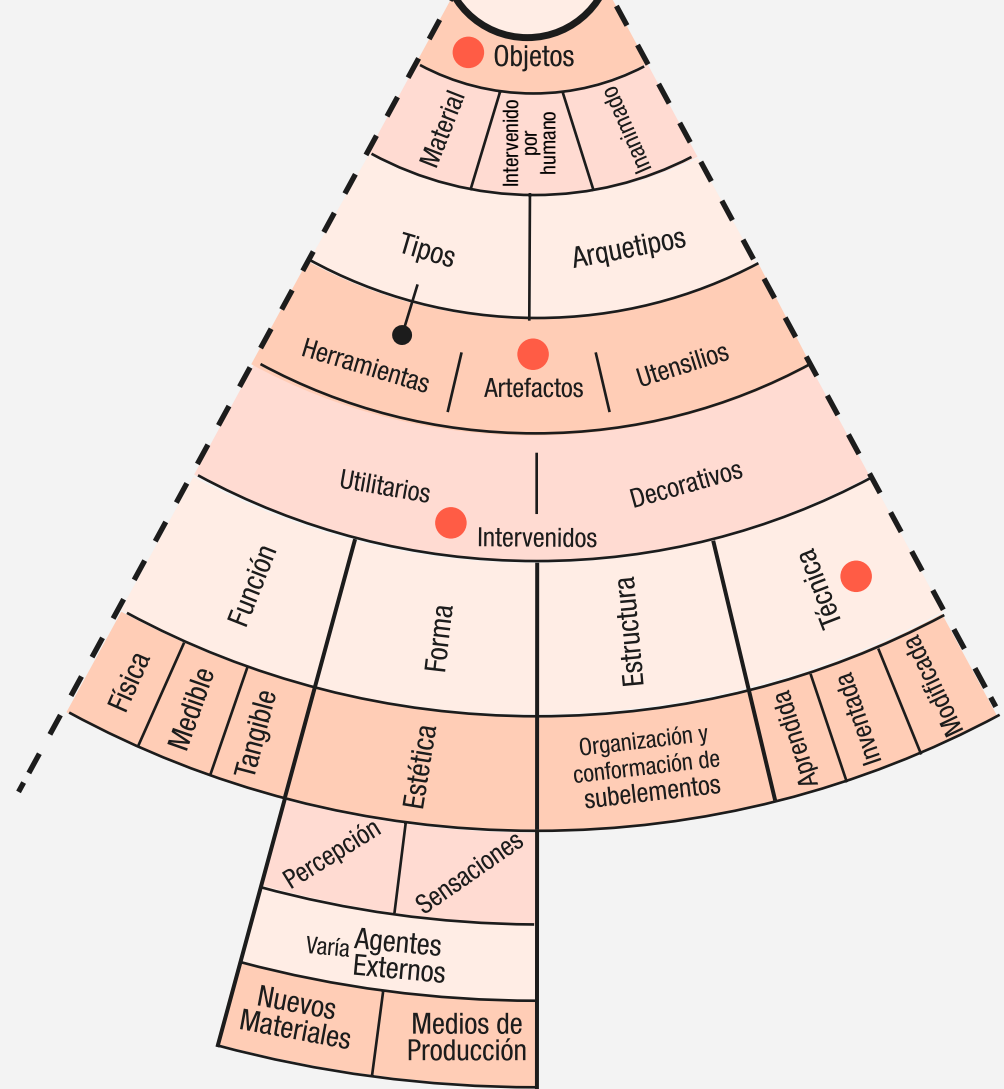 Objetos
Material
Intervenido
por
humano
Inanimado
Tipos
Arquetipos
Herramientas
Artefactos
Utensilios
Utilitarios
Decorativos
Intervenidos
Función
Forma
Estructura
Técnica
Física
Medible
Tangible
Estética
Organización y
conformación de
subelementos
Aprendida
Inventada
Modificada
Percepción
Sensaciones
Varía Agentes
Externos
Nuevos
Materiales
Medios de
Producción